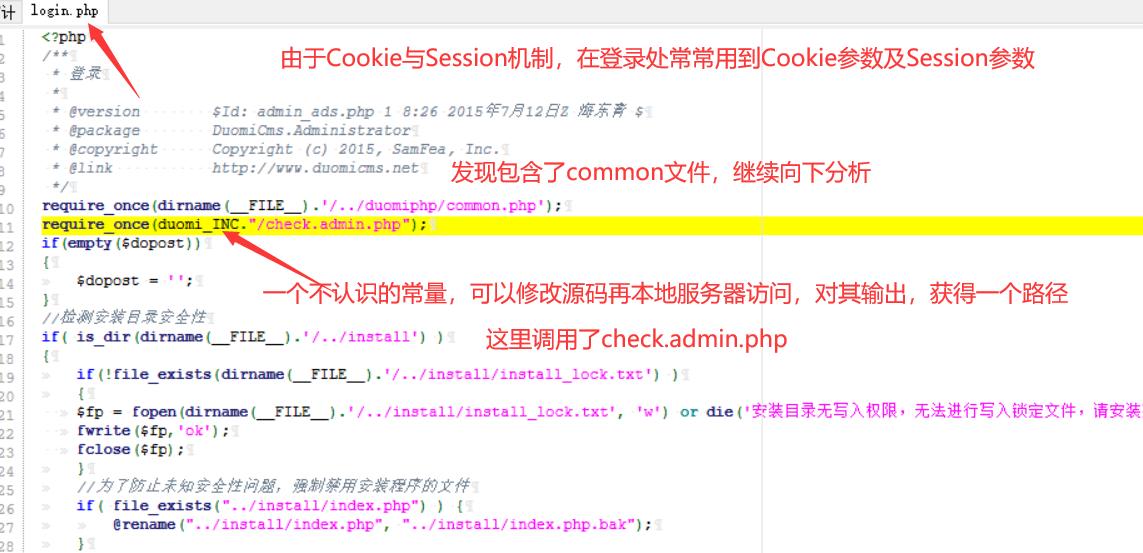 计 login.php
1 <?php
由于Cookie与Session机制，在登录处常常用到Cookie参数及Session参数
2 /**
3 * 登录
4 *
5 * @version $Id: admin_ads.php 1 8:26 2015年7月12日Z 海东青 $
6 * @package DuomiCms.Administrator
7 * @copyright Copyright (c) 2015, SamFea, Inc.
8 * @link http://www.duomicms.net
发现包含了common文件，继续向下分析
9 */
10 require_once(dirname(__FILE__).'/../duomiphp/common.php');
11 require_once(duomi_INC."/check.admin.php");
12 if(empty($dopost))
13 {
14 $dopost = '';
一个不认识的常量，可以修改源码再本地服务器访问，对其输出，获得一个路径
15 }
16 //检测安装目录安全性
17 if( is_dir(dirname(__FILE__).'/../install') )
这里调用了check.admin.php
18 {
19 if(!file_exists(dirname(__FILE__).'/../install/install_lock.txt') )
20 {
21 $fp = fopen(dirname(__FILE__).'/../install/install_lock.txt', 'w') or die('安装目录无写入权限，无法进行写入锁定文件，请安装
22 fwrite($fp,'ok');
23 fclose($fp);
24 }
25 //为了防止未知安全性问题，强制禁用安装程序的文件
26 if( file_exists("../install/index.php") ) {
27 @rename("../install/index.php", "../install/index.php.bak");
28 }